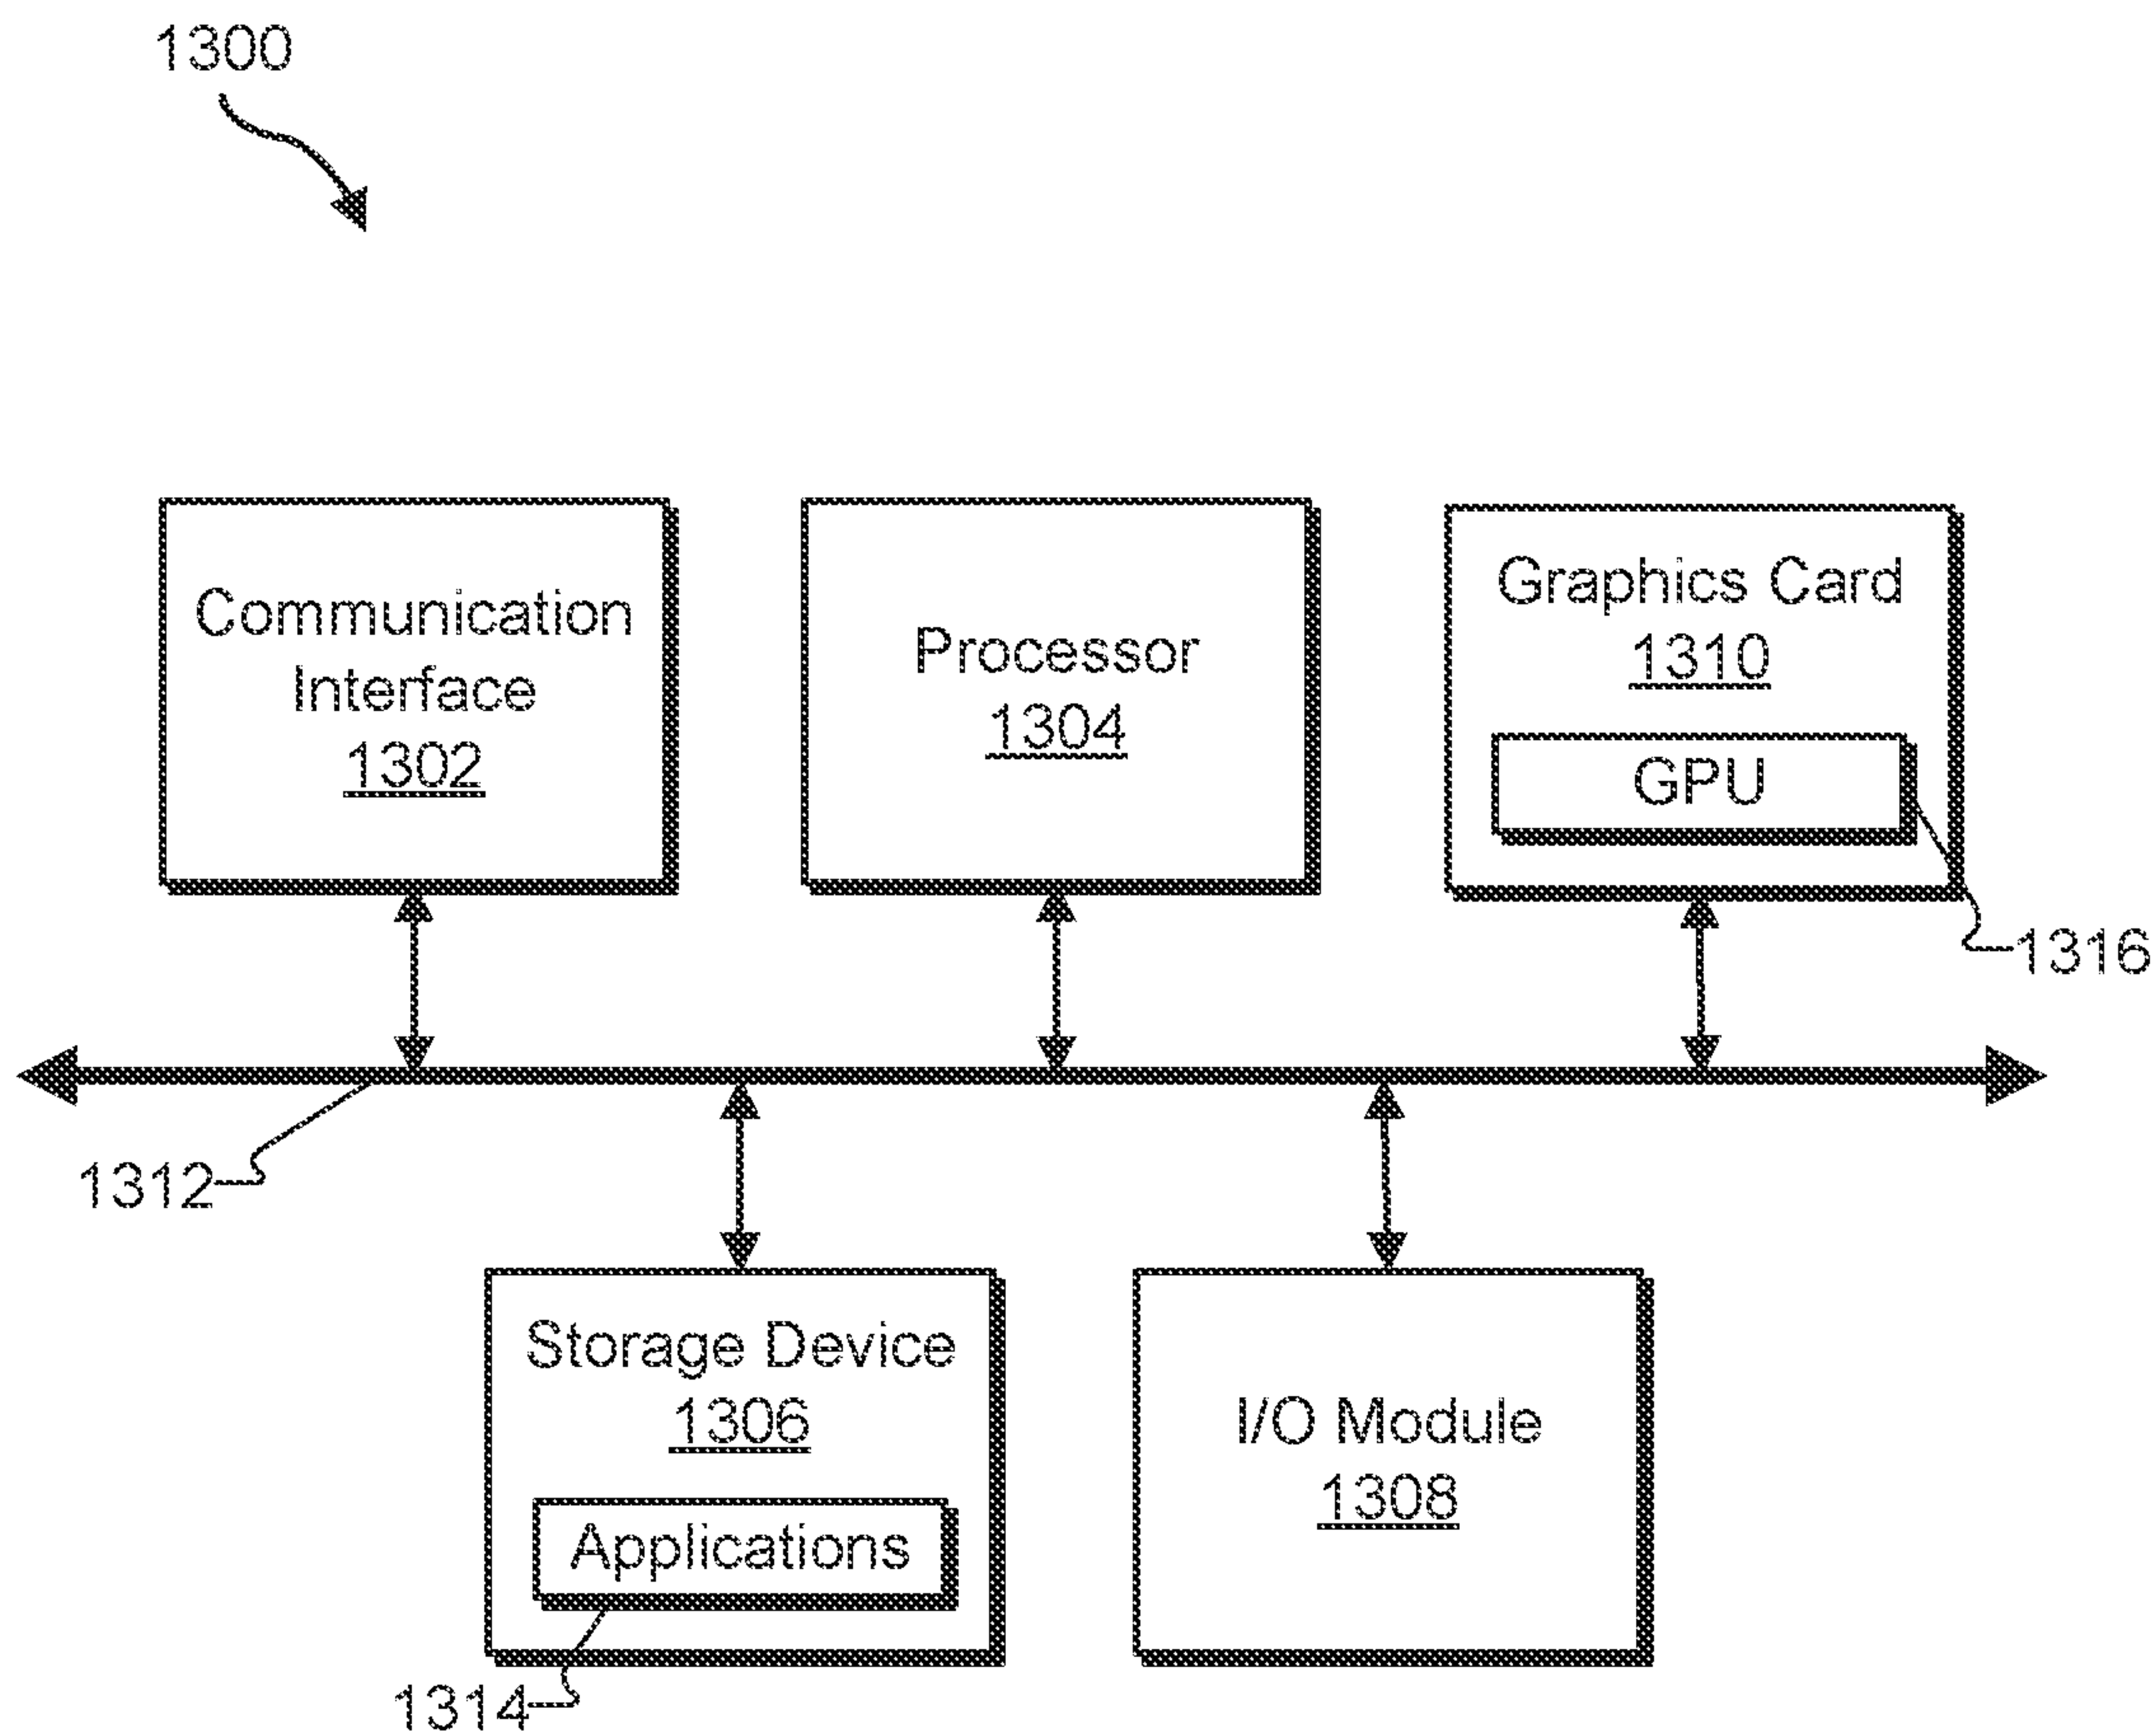 1300
Communication
Interface
1302
Processor
1304
Graphics Card
1310
GPU
1316
1312
Storage Device
1306
Applications
1314
I/O Module
1308